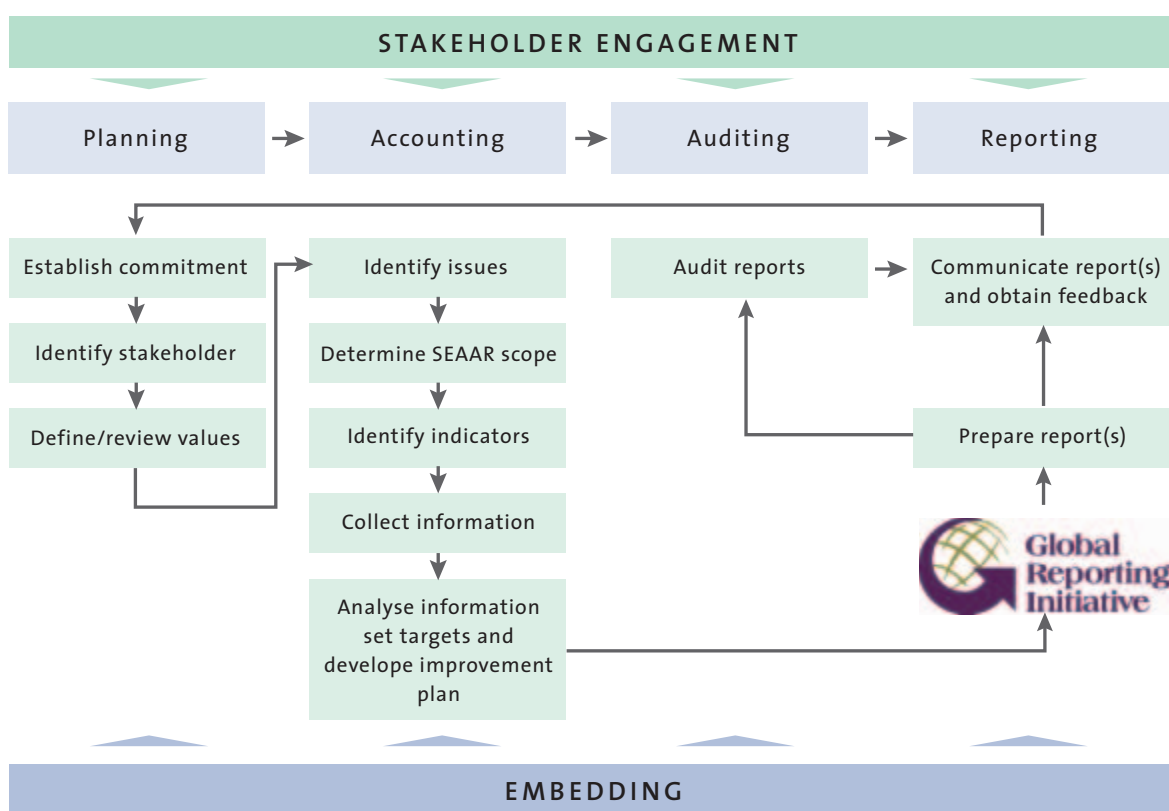 STAKEHOLDER ENGAGEMENT
Planning
Accounting
Auditing
Reporting
Establish commitment
Identify stakeholder
Define/review values
Identify issues
Determine SEAAR scope
Identify indicators
Collect information
Analyse information
set targets and
develope improvement
plan
Audit reports
Communicate report(s)
and obtain feedback
Prepare report(s)
Global
Reporting
Initiative
EMBEDDING